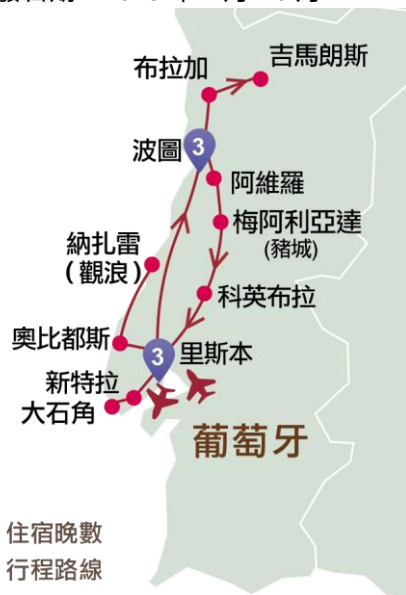 吉馬朗斯
布拉加
波圖
3
阿維羅
梅阿利亞達
(豬城)
納扎雷
(觀浪)
科英布拉
奧比都斯
3
里斯本
新特拉
大石角
葡萄牙
住宿晚數
行程路線